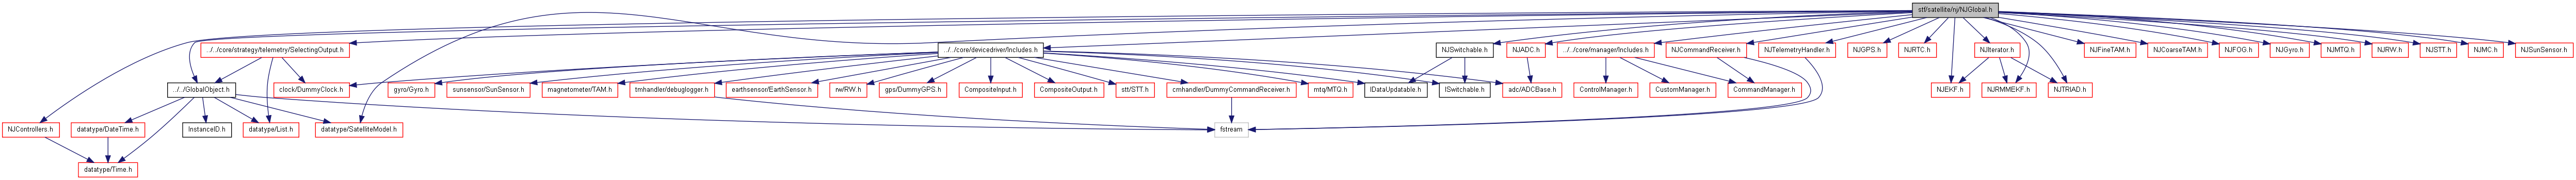 stf/satellite/nj/NJGlobal.h
../../core/strategy/telemetry/SelectingOutput.h
../../core/devicedriver/Includes.h
NJSwitchable.h
NJADC.h
../../core/manager/Includes.h
NJCommandReceiver.h
NJTelemetryHandler.h
NJGPS.h
NJRTC.h
NJIterator.h
NJFineTAM.h
NJCoarseTAM.h
NJFOG.h
NJGyro.h
NJMTQ.h
NJRW.h
NJSTT.h
NJMC.h
NJSunSensor.h
../../GlobalObject.h
clock/DummyClock.h
gyro/Gyro.h
sunsensor/SunSensor.h
magnetometer/TAM.h
tmhandler/debuglogger.h
earthsensor/EarthSensor.h
rw/RW.h
gps/DummyGPS.h
CompositeInput.h
CompositeOutput.h
stt/STT.h
cmhandler/DummyCommandReceiver.h
mtq/MTQ.h
IDataUpdatable.h
ISwitchable.h
adc/ADCBase.h
ControlManager.h
CustomManager.h
CommandManager.h
NJEKF.h
NJRMMEKF.h
NJTRIAD.h
NJControllers.h
datatype/DateTime.h
InstanceID.h
datatype/List.h
datatype/SatelliteModel.h
fstream
datatype/Time.h